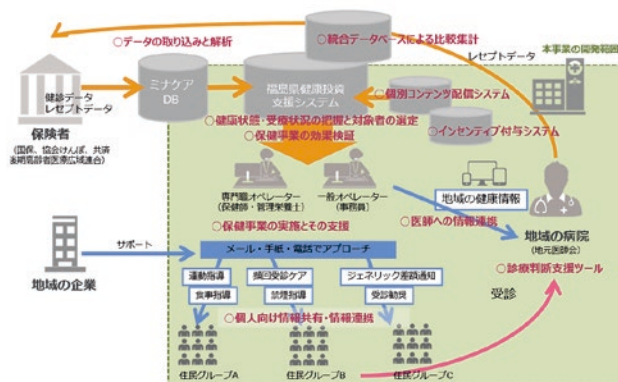 ○データの取り込みと解析
○統合データベースによる比較集計
レセプトデータ
本事業の開発範囲
健診データ
レセプトデータ
ミナケア
DB
福島県健康投資
支援システム
○個別コンテンツ配信システム
○インセンティブ付与システム
保険者
(国保、協会けんぽ、共済
後期高齢者医療広域連合)
○健康状態・受療状況の把握と対象者の選定
○保健事業の効果検証
専門職オペレーター
(保健師・管理栄養士)
一般オペレーター
(事務員)
地域の健康情報
○医師への情報連携
地域の病院
(地元医師会)
○保健事業の実施とその支援
○診療判断支援ツール
地域の企業
サポート
メール・手紙・電話でアプローチ
運動指導
頻回受診ケア
ジェネリック差額通知
食事指導
禁煙指導
受診勧奨
受診
○個人向け情報共有・情報連携
住民グループA
住民グループB
住民グループC